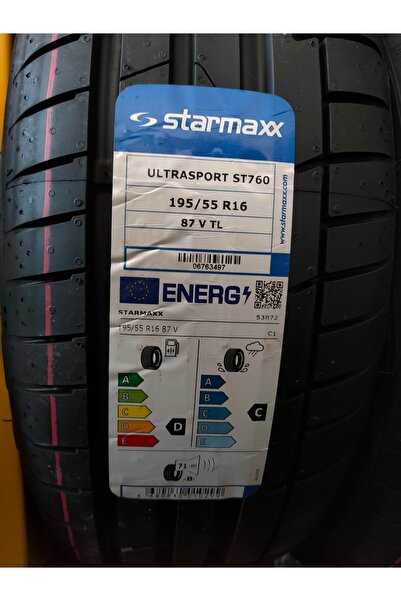 starmaxx
ULTRASPORT ST760
195/55 R16
87 V TL
06763497
www.starmaxx.com
ENERG
STARMAXX
53872
195/55 R16 87 V
C1
A
B
C
D
E
D
A
B
C
D
E
C
71 dB
B